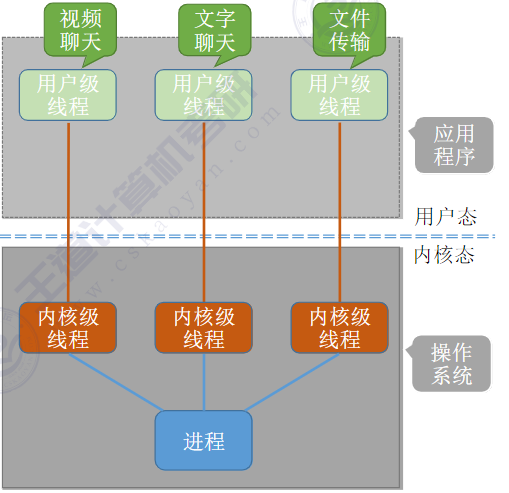 视频
聊天
文字
聊天
文件
传输
用户级
线程
用户级
线程
用户级
线程
应用
程序
用户态
内核态
内核级
线程
内核级
线程
内核级
线程
操作
系统
进程
王道计算机考研
www.cskaoyan.com